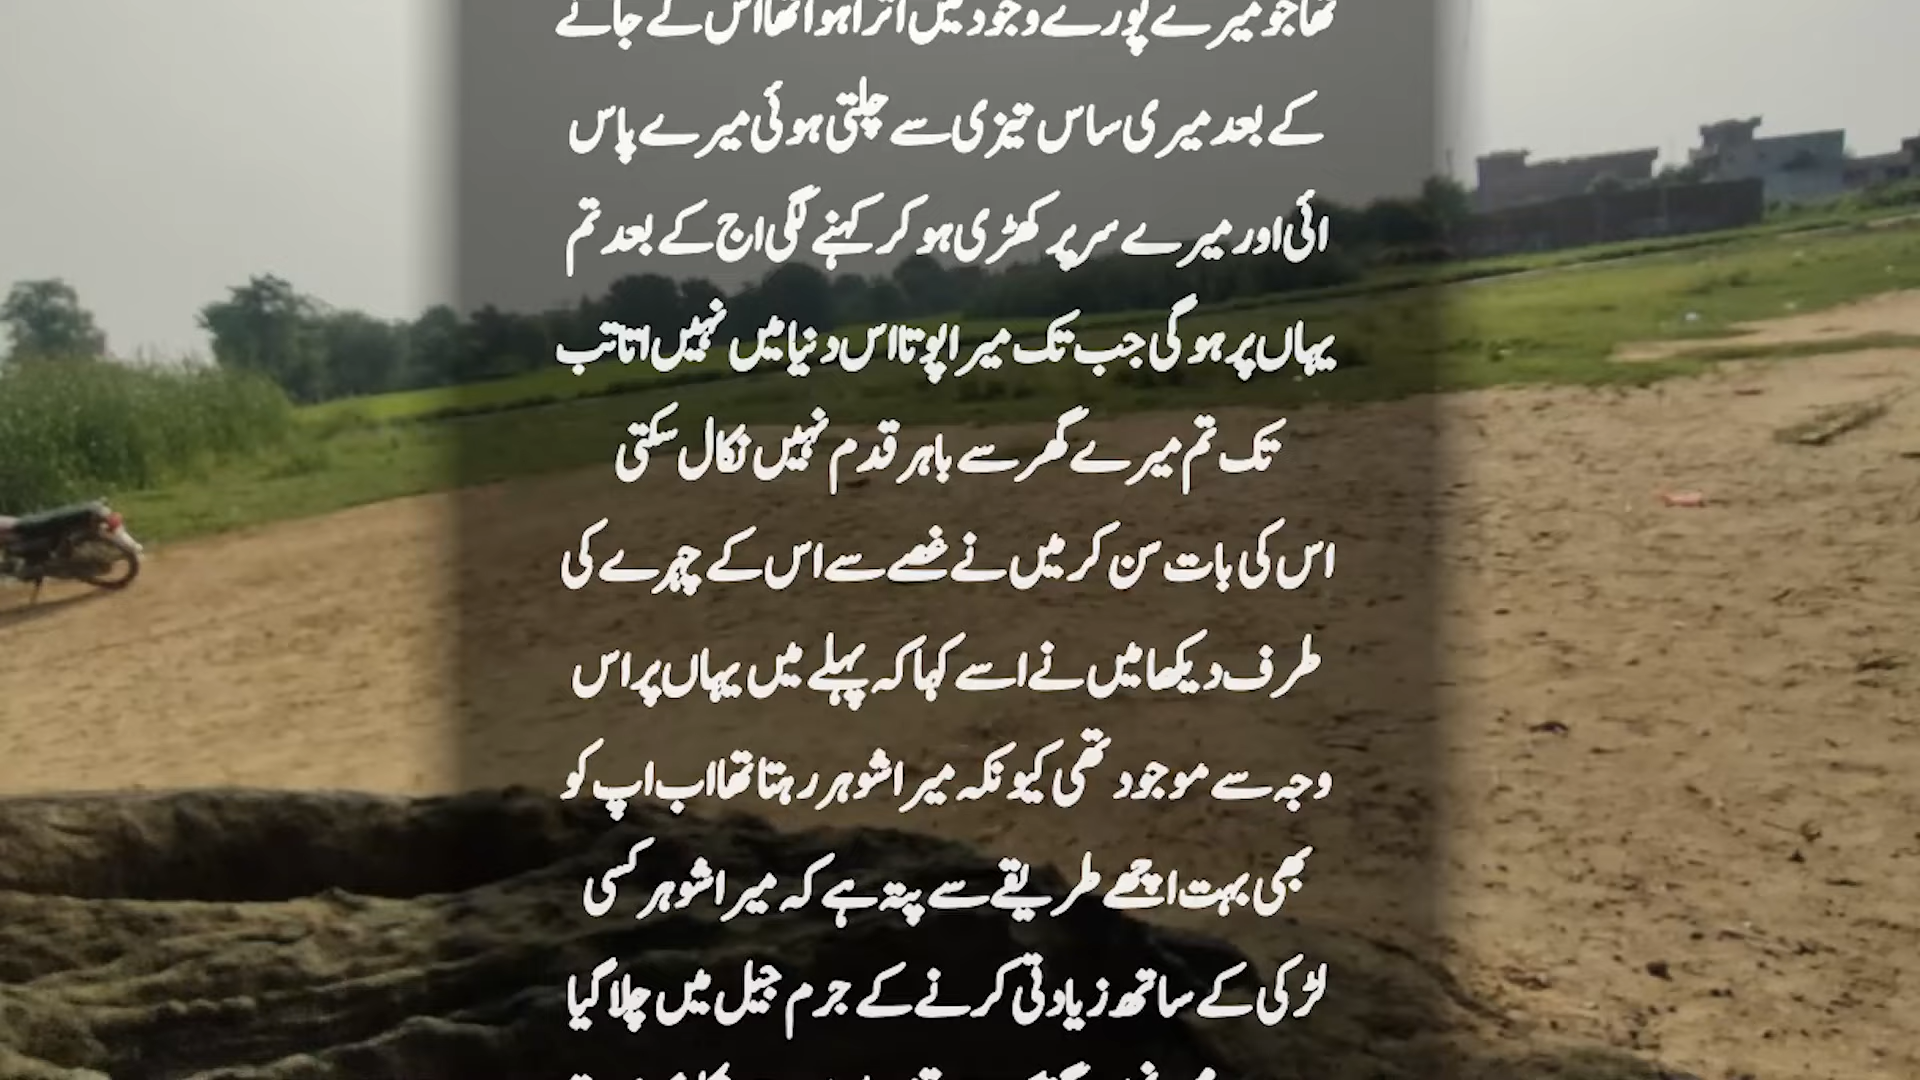 تھا جو میرے پورے وجود میں اترا ہوا تھا اس کے جانے
کے بعد میری ساس تیزی سے چلتی ہوئی میرے پاس
ائی اور میرے سر پر کھڑی ہو کر کہنے لگی اج کے بعد تم
یہاں پر ہو گی جب تک میرا پوتا اس دنیا میں نہیں اتا تب
تک تم میرے گھر سے باہر قدم نہیں نکال سکتی
اس کی بات سن کر میں نے غصے سے اس کے چہرے کی
طرف دیکھا میں نے اسے کہا کہ پہلے میں یہاں پر اس
وجہ سے موجود تھی کیونکہ میرا شوہر رہتا تھا اب اپ کو
بھی بہت اچھے طریقے سے پتہ ہے کہ میرا شوہر کسی
لڑکی کے ساتھ زیادتی کرنے کے جرم جیل میں چلا گیا